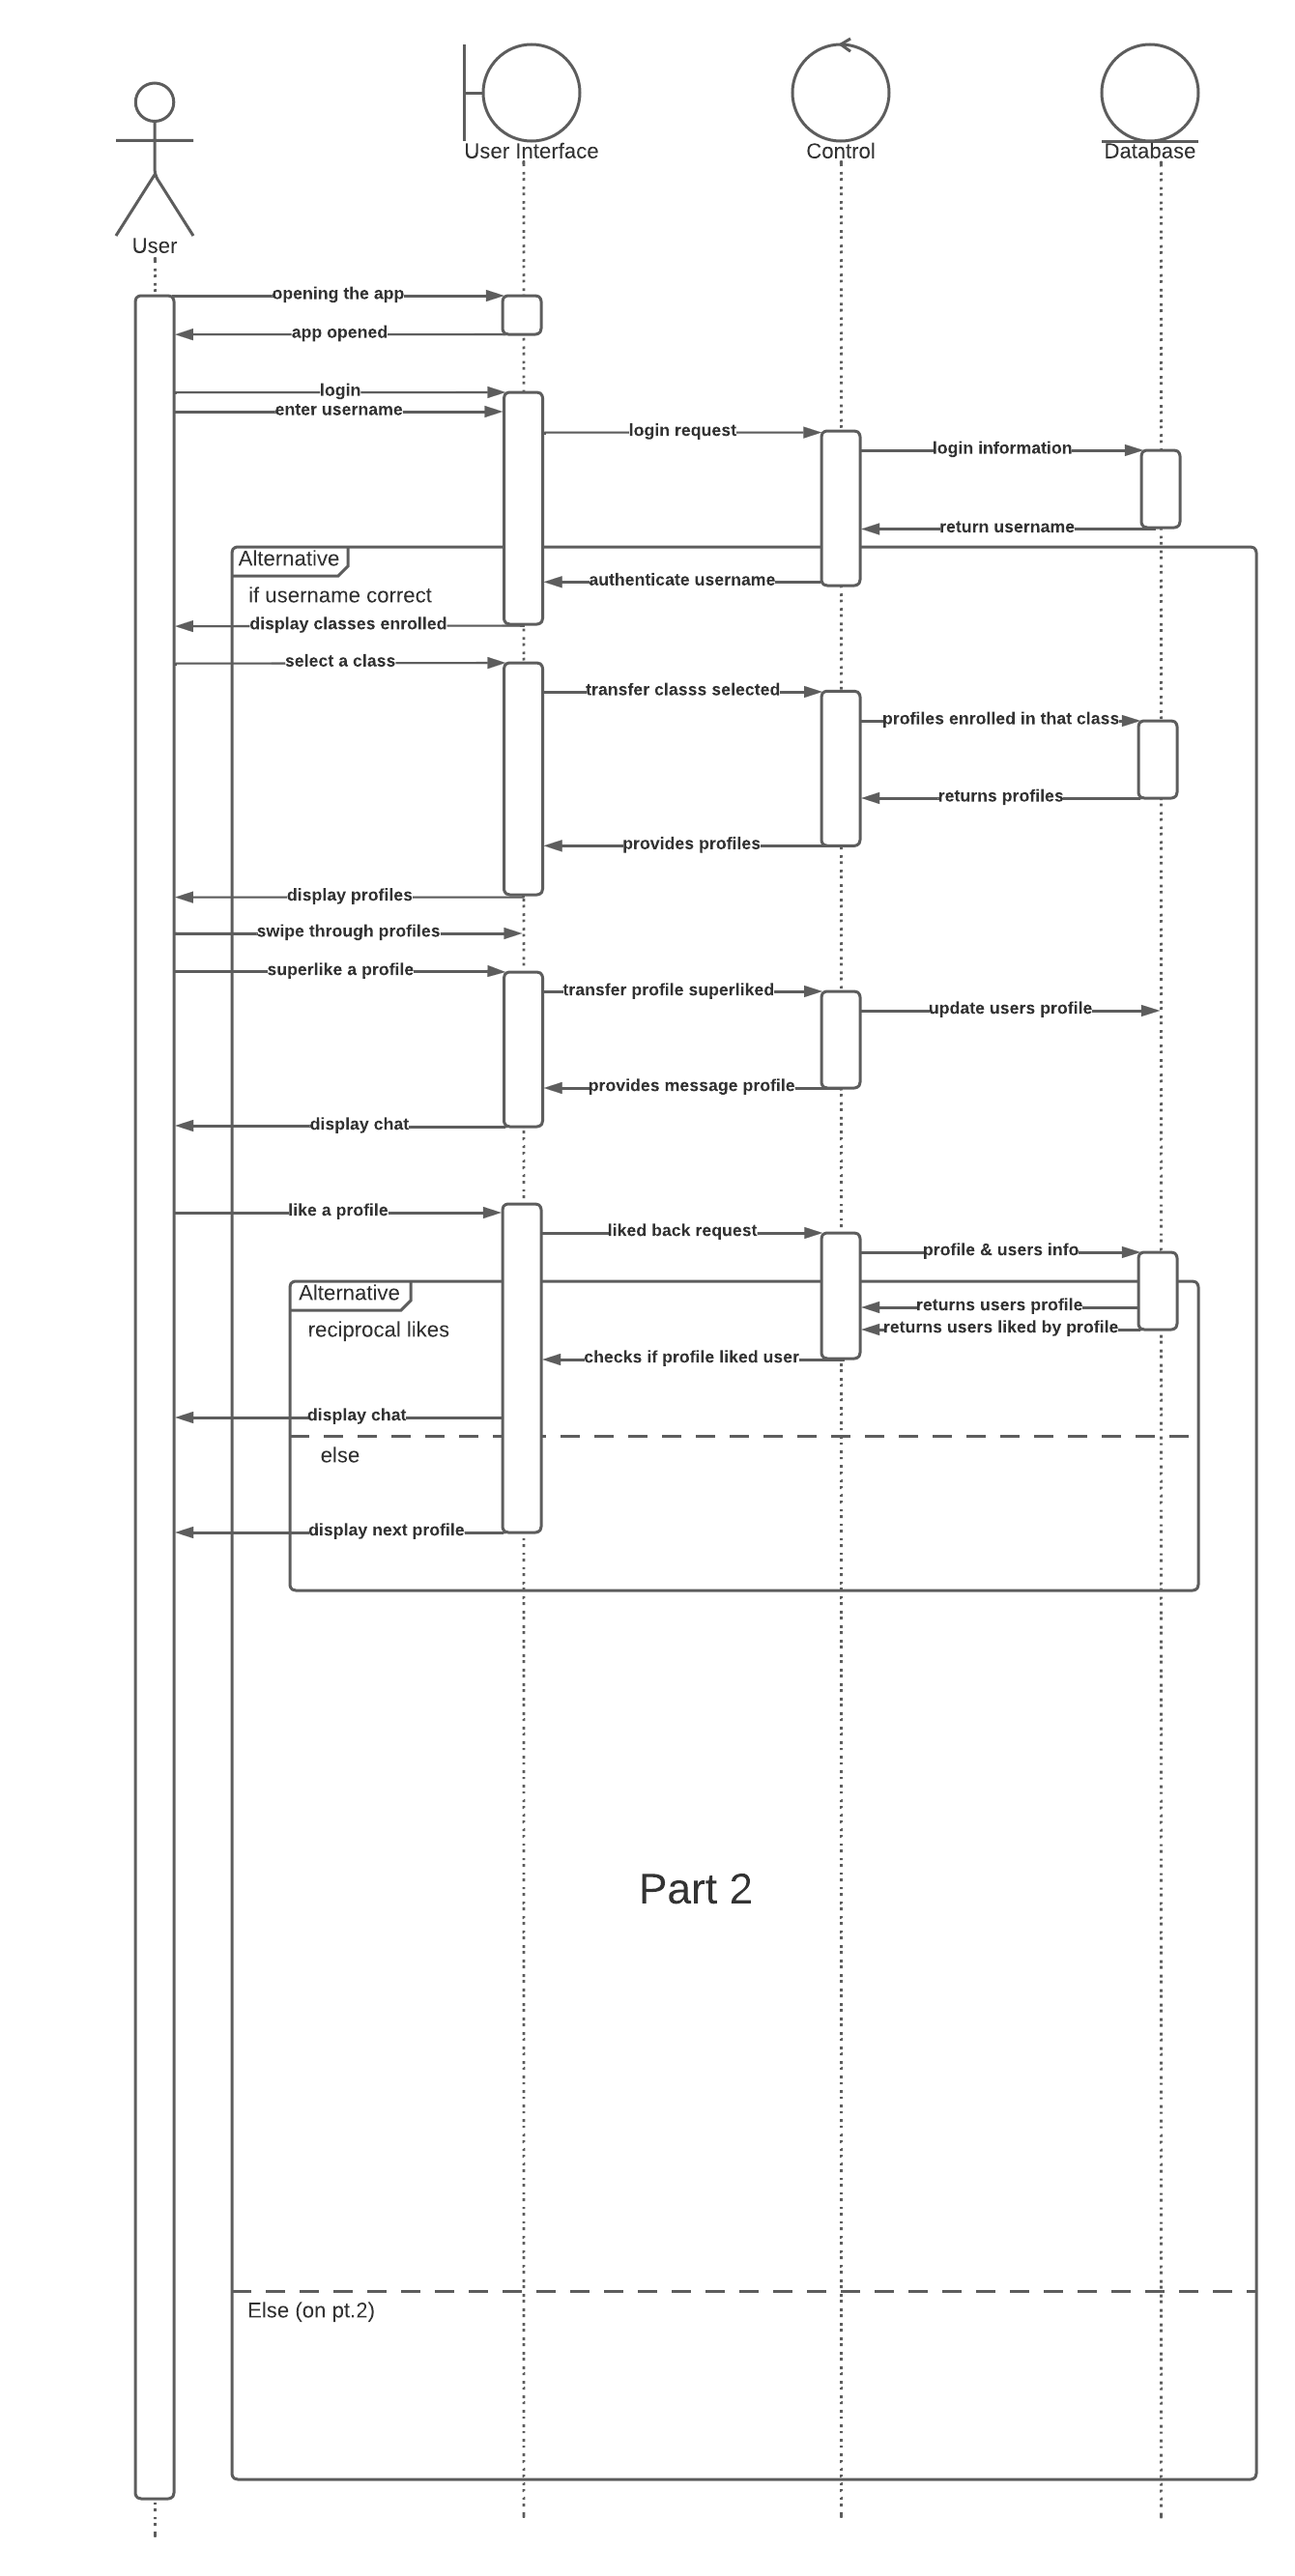 User Interface
Control
Database
User
opening the app
app opened
login
enter username
login request
login information
return username
Alternative
authenticate username
if username correct
display classes enrolled
select a class
transfer classs selected
profiles enrolled in that class
returns profiles
provides profiles
display profiles
swipe through profiles
superlike a profile
transfer profile superliked
update users profile
provides message profile
display chat
like a profile
liked back request
profile & users info
Alternative
returns users profile
reciprocal likes
returns users liked by profile
checks if profile liked user
display chat
else
display next profile
Part 2
Else (on pt.2)